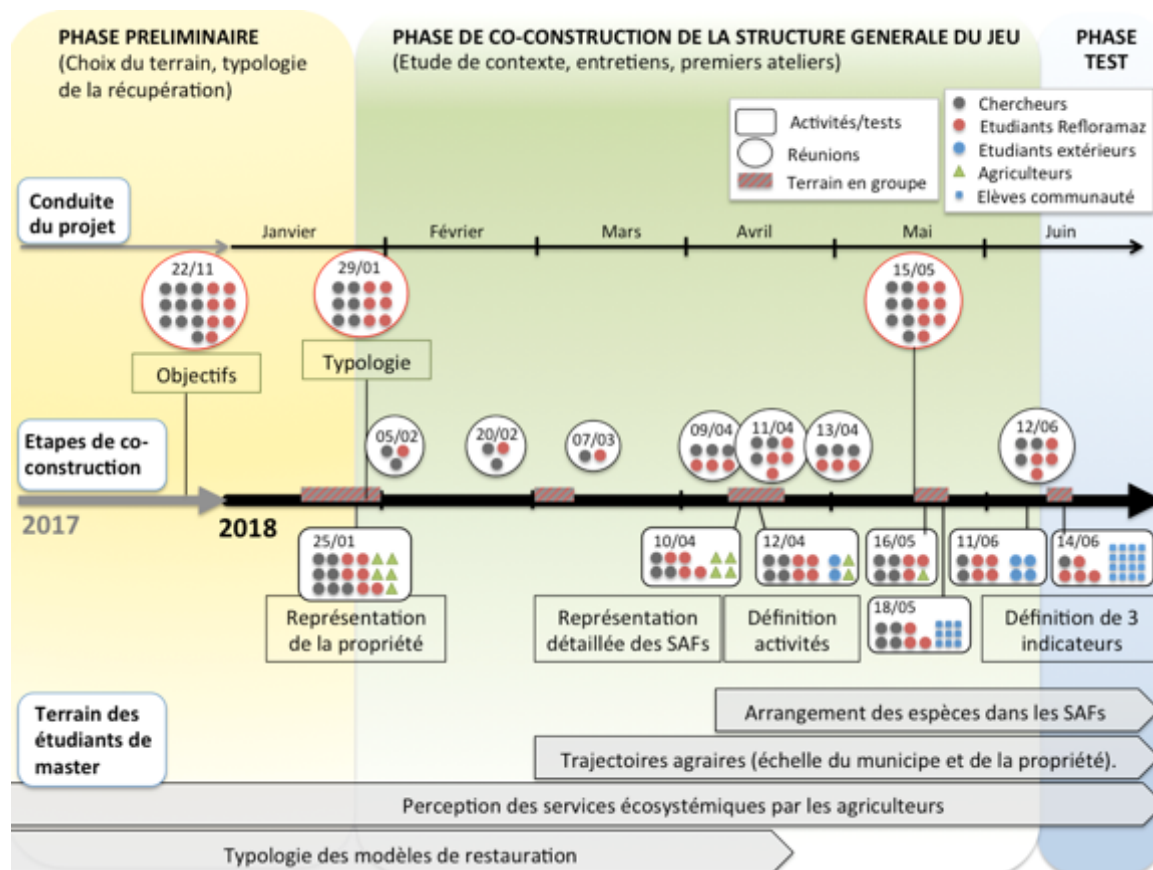 PHASE PRELIMINAIRE
(Choix du terrain, typologie
de la récupération)
PHASE DE CO-CONSTRUCTION DE LA STRUCTURE GENERALE DU JEU
(Etude de contexte, entretiens, premiers ateliers)
PHASE
TEST
Activités/tests
Réunions
Terrain en groupe
Chercheurs
Etudiants Refloramaz
Etudiants extérieurs
Agriculteurs
Elèves communauté
Conduite
du projet
Janvier
Février
Mars
Avril
Mai
Juin
22/11
29/01
15/05
Objectifs
Typologie
Etapes de co-
construction
05/02
20/02
07/03
09/04
11/04
13/04
12/06
2017
2018
25/01
10/04
12/04
16/05
11/06
14/06
18/05
Représentation
de la propriété
Représentation
détaillée des SAFs
Définition
activités
Définition de 3
indicateurs
Terrain des
étudiants de
master
Arrangement des espèces dans les SAFs
Trajectoires agraires (échelle du municipe et de la propriété).
Perception des services écosystémiques par les agriculteurs
Typologie des modèles de restauration